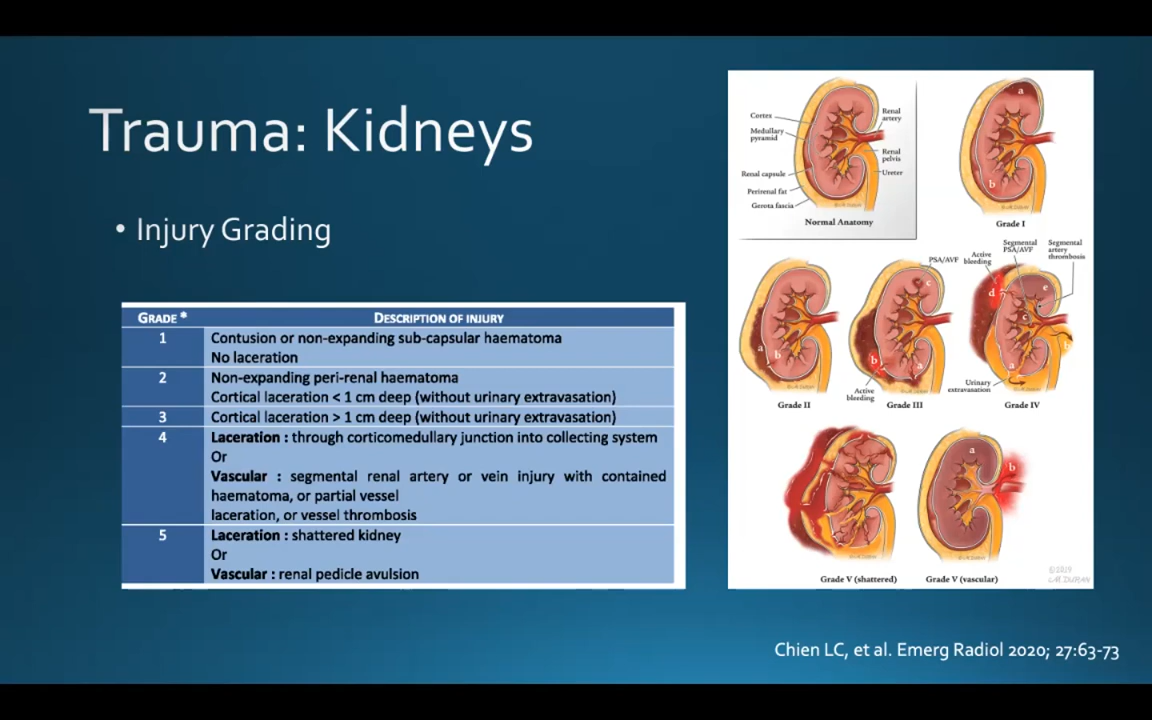 Trauma: Kidneys
• Injury Grading
GRADE * DESCRIPTION OF INJURY
1 Contusion or non-expanding sub-capsular haematoma
No laceration
2 Non-expanding peri-renal haematoma
Cortical laceration < 1 cm deep (without urinary extravasation)
3 Cortical laceration > 1 cm deep (without urinary extravasation)
4 Laceration : through corticomedullary junction into collecting system
Or
Vascular : segmental renal artery or vein injury with contained
haematoma, or partial vessel
laceration, or vessel thrombosis
5 Laceration : shattered kidney
Or
Vascular : renal pedicle avulsion
Cortex
Medullary
pyramid
Renal capsule
Perirenal fat
Gerota fascia
Renal
artery
Renal
pelvis
Ureter
Normal Anatomy
a
b
Grade I
a
b
Grade II
PSA/AVF
c
b
a
Active
bleeding
Grade III
Active
bleeding
Segmental
PSA/AVF
Segmental
artery
thrombosis
d
e
c
b
a
Urinary
extravasation
Grade IV
Grade V (shattered)
a
b
Grade V (vascular)
©2019
Chien LC, et al. Emerg Radiol 2020; 27:63-73